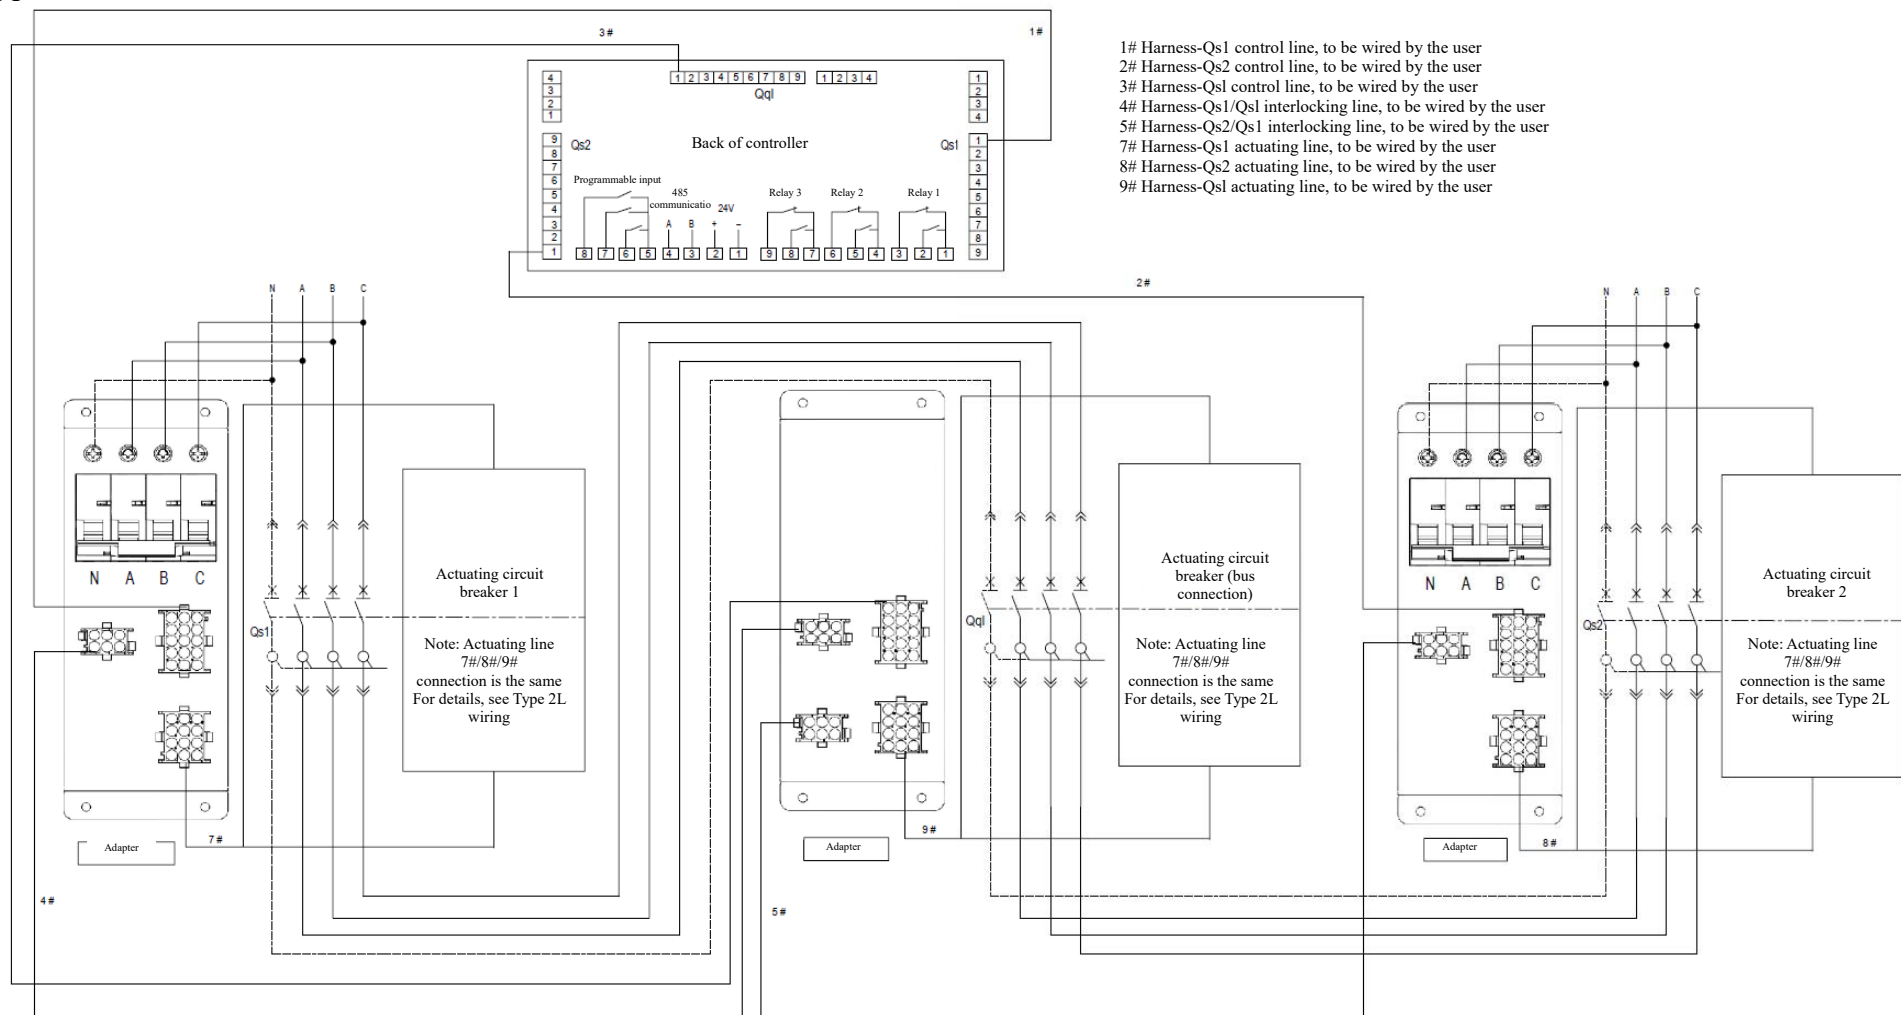 3#
1#
1# Harness-Qs1 control line, to be wired by the user
2# Harness-Qs2 control line, to be wired by the user
3# Harness-Qsl control line, to be wired by the user
4# Harness-Qs1/Qsl interlocking line, to be wired by the user
5# Harness-Qs2/Qs1 interlocking line, to be wired by the user
7# Harness-Qs1 actuating line, to be wired by the user
8# Harness-Qs2 actuating line, to be wired by the user
9# Harness-Qsl actuating line, to be wired by the user
4
3
2
1
1 2 3 4 5 6 7 8 9
1 2 3 4
Qql
1
2
3
4
9
8
7
6
5
4
3
2
1
Qs2
Back of controller
Qs1
1
2
3
4
5
6
7
8
9
Programmable input
485
communicatio
24V
A B + −
Relay 3
Relay 2
Relay 1
8 7 6 5 4 3 2 1
9 8 7 6 5 4 3 2 1
2#
N A B C
N A B C
N A B C
Qs1
Actuating circuit
breaker 1
Note: Actuating line
7#/8#/9#
connection is the same
For details, see Type 2L
wiring
Qql
Actuating circuit
breaker (bus
connection)
Note: Actuating line
7#/8#/9#
connection is the same
For details, see Type 2L
wiring
N A B C
Qs2
Actuating circuit
breaker 2
Note: Actuating line
7#/8#/9#
connection is the same
For details, see Type 2L
wiring
7#
Adapter
9#
Adapter
8#
Adapter
4#
5#